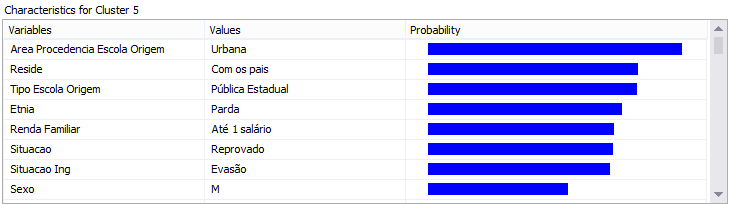 Characteristics for Cluster 5
Variables Values Probability
Area Procedencia Escola Origem Urbana
Reside Com os pais
Tipo Escola Origem Pública Estadual
Etnia Parda
Renda Familiar Até 1 salário
Situacao Reprovado
Situacao Ing Evasão
Sexo M